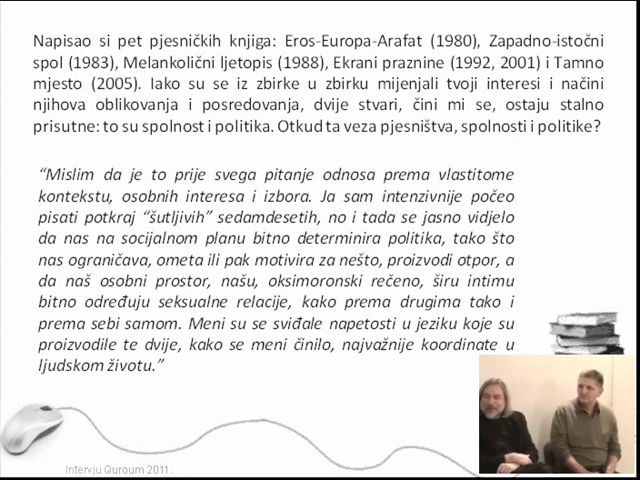 Napisao si pet pjesničkih knjiga: Eros-Europa-Arafat (1980), Zapadno-istočni
spol (1983), Melankolični ljetopis (1988), Ekrani praznine (1992, 2001) i Tamno
mjesto (2005). Iako su se iz zbirke u zbirku mijenjali tvoji interesi i načini
njihova oblikovanja i posredovanja, dvije stvari, čini mi se, ostaju stalno
prisutne: to su spolnost i politika. Otkud ta veza pjesništva, spolnosti i politike?
“Mislim da je to prije svega pitanje odnosa prema vlastitome
kontekstu, osobnih interesa i izbora. Ja sam intenzivnije počeo
pisati potkraj “šutljivih” sedamdesetih, no i tada se jasno vidjelo
da nas na socijalnom planu bitno determinira politika, tako što
nas ograničava, ometa ili pak motivira za nešto, proizvodi otpor, a
da naš osobni prostor, našu, oksimoronski rečeno, širu intimu
bitno određuju seksualne relacije, kako prema drugima tako i
prema sebi samom. Meni su se sviđale napetosti u jeziku koje su
proizvodile te dvije, kako se meni činilo, najvažnije koordinate u
ljudskom životu.”
Intervju Quroum 2011.